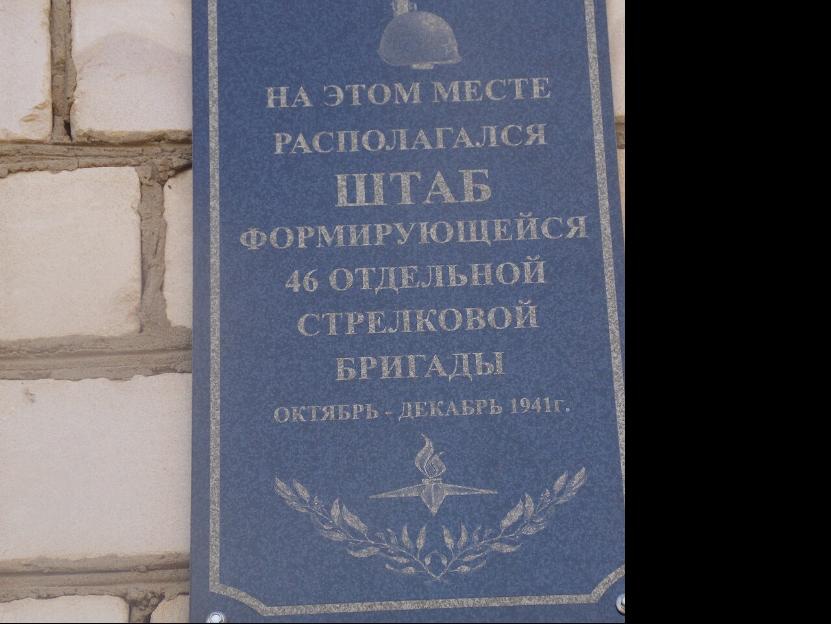 НА ЭТОМ МЕСТЕ
РАСПОЛАГАЛСЯ
ШТАБ
ФОРМИРУЮЩЕЙСЯ
46 ОТДЕЛЬНОЙ
СТРЕЛКОВОЙ
БРИГАДЫ
ОКТЯБРЬ - ДЕКАБРЬ 1941г.